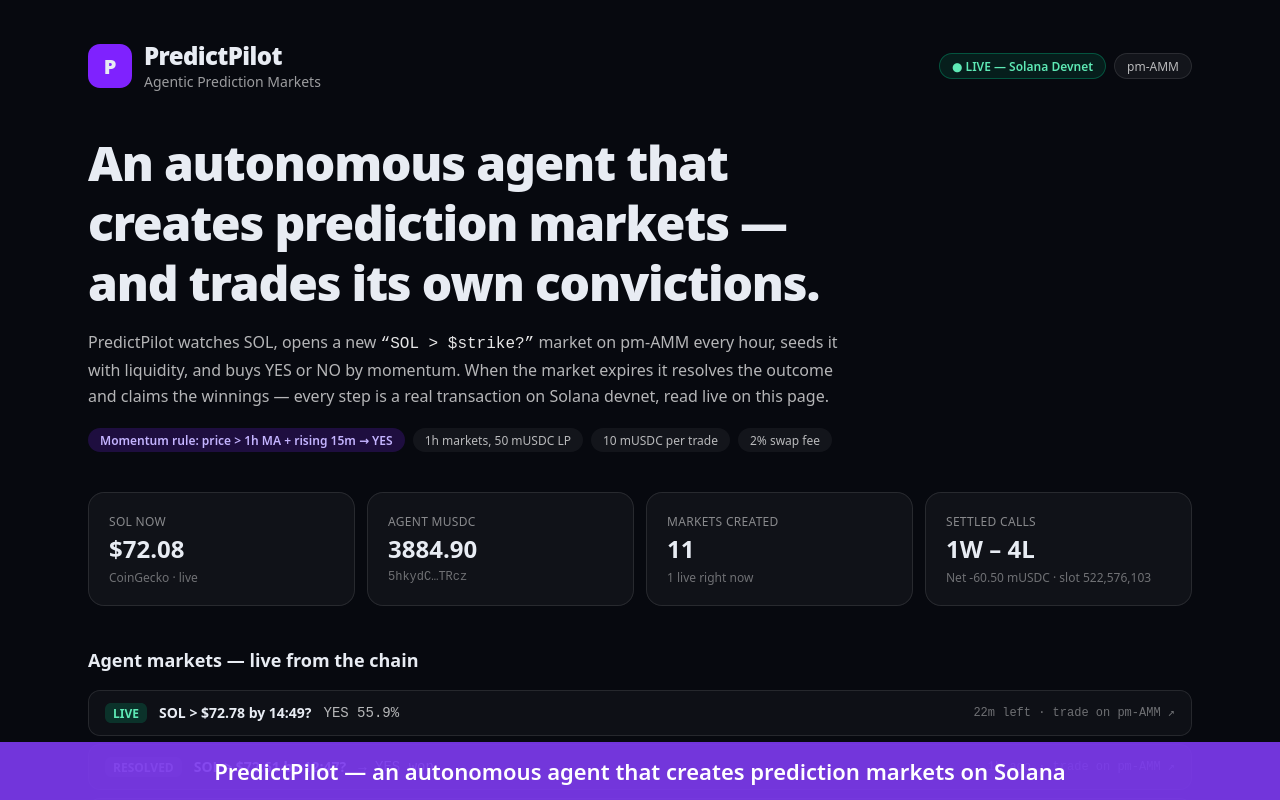 P
PredictPilot
Agentic Prediction Markets
● LIVE — Solana Devnet
pm-AMM
An autonomous agent that
creates prediction markets —
and trades its own convictions.
PredictPilot watches SOL, opens a new “SOL > $strike?” market on pm-AMM every hour, seeds it
with liquidity, and buys YES or NO by momentum. When the market expires it resolves the outcome
and claims the winnings — every step is a real transaction on Solana devnet, read live on this page.
Momentum rule: price > 1h MA + rising 15m → YES
1h markets, 50 mUSDC LP
10 mUSDC per trade
2% swap fee
SOL NOW
$72.08
CoinGecko · live
AGENT MUSDC
3884.90
5hkydC…TRcz
MARKETS CREATED
11
1 live right now
SETTLED CALLS
1W – 4L
Net -60.50 mUSDC · slot 522,576,103
Agent markets — live from the chain
LIVE
SOL > $72.78 by 14:49?
YES 55.9%
22m left · trade on pm-AMM ↗
RESOLVED
PredictPilot — an autonomous agent that creates prediction markets on Solana